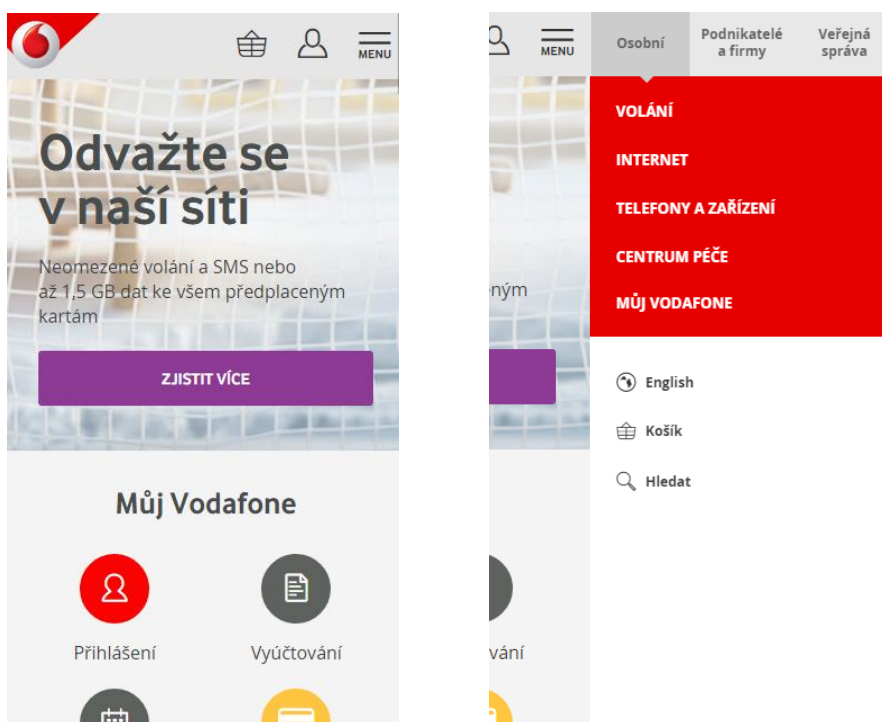 MENU
Odvažte se
v naší síti
Neomezené volání a SMS nebo
až 1,5 GB dat ke všem předplaceným
kartám
ZJISTIT VÍCE
Můj Vodafone
Přihlášení
Vyúčtování
MENU
ným
vání
Osobní
Podnikatelé
a firmy
Veřejná
správa
VOLÁNÍ
INTERNET
TELEFONY A ZAŘÍZENÍ
CENTRUM PÉČE
MŮJ VODAFONE
English
Košík
Hledat